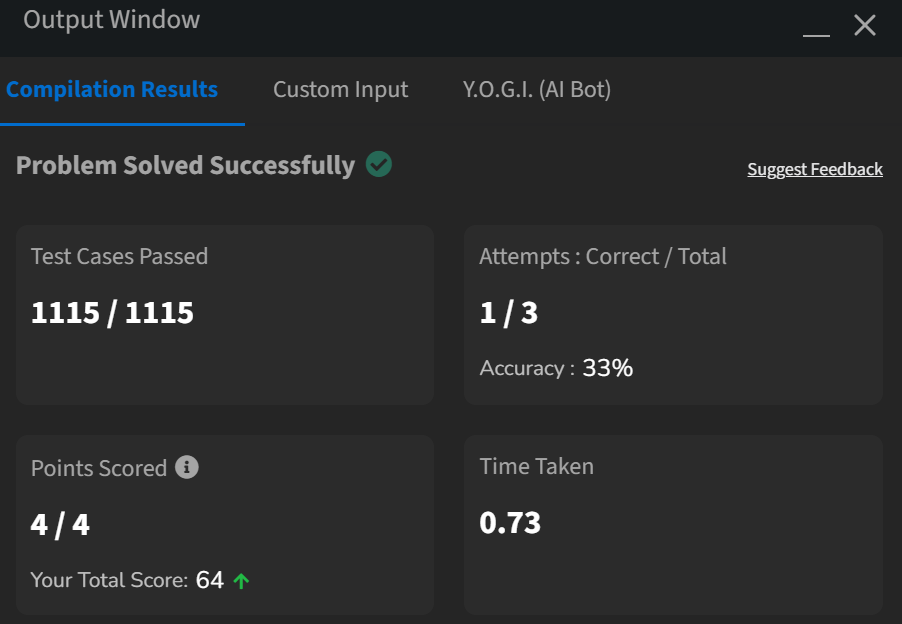 Output Window
Compilation Results Custom Input Y.O.G.I. (AI Bot)
Problem Solved Successfully
Suggest Feedback
Test Cases Passed
1115 / 1115
Attempts : Correct / Total
1 / 3
Accuracy : 33%
Points Scored
4 / 4
Your Total Score: 64
Time Taken
0.73